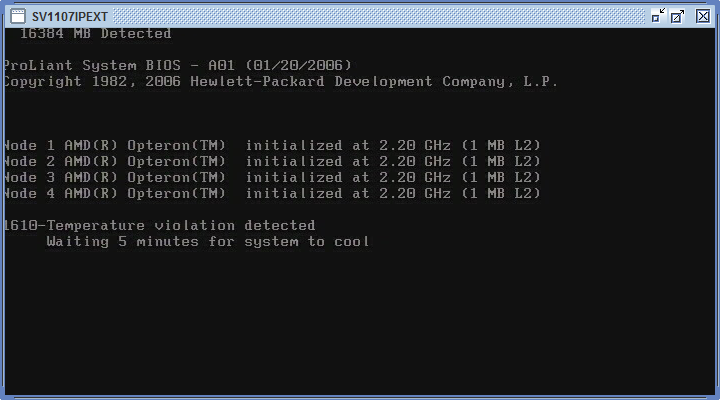 SV1107IPEXT
16384 MB Detected
ProLiant System BIOS - A01 (01/20/2006)
Copyright 1982, 2006 Hewlett-Packard Development Company, L.P.
Node 1 AMD(R) Opteron(TM)  initialized at 2.20 GHz (1 MB L2)
Node 2 AMD(R) Opteron(TM)  initialized at 2.20 GHz (1 MB L2)
Node 3 AMD(R) Opteron(TM)  initialized at 2.20 GHz (1 MB L2)
Node 4 AMD(R) Opteron(TM)  initialized at 2.20 GHz (1 MB L2)
1610-Temperature violation detected
Waiting 5 minutes for system to cool